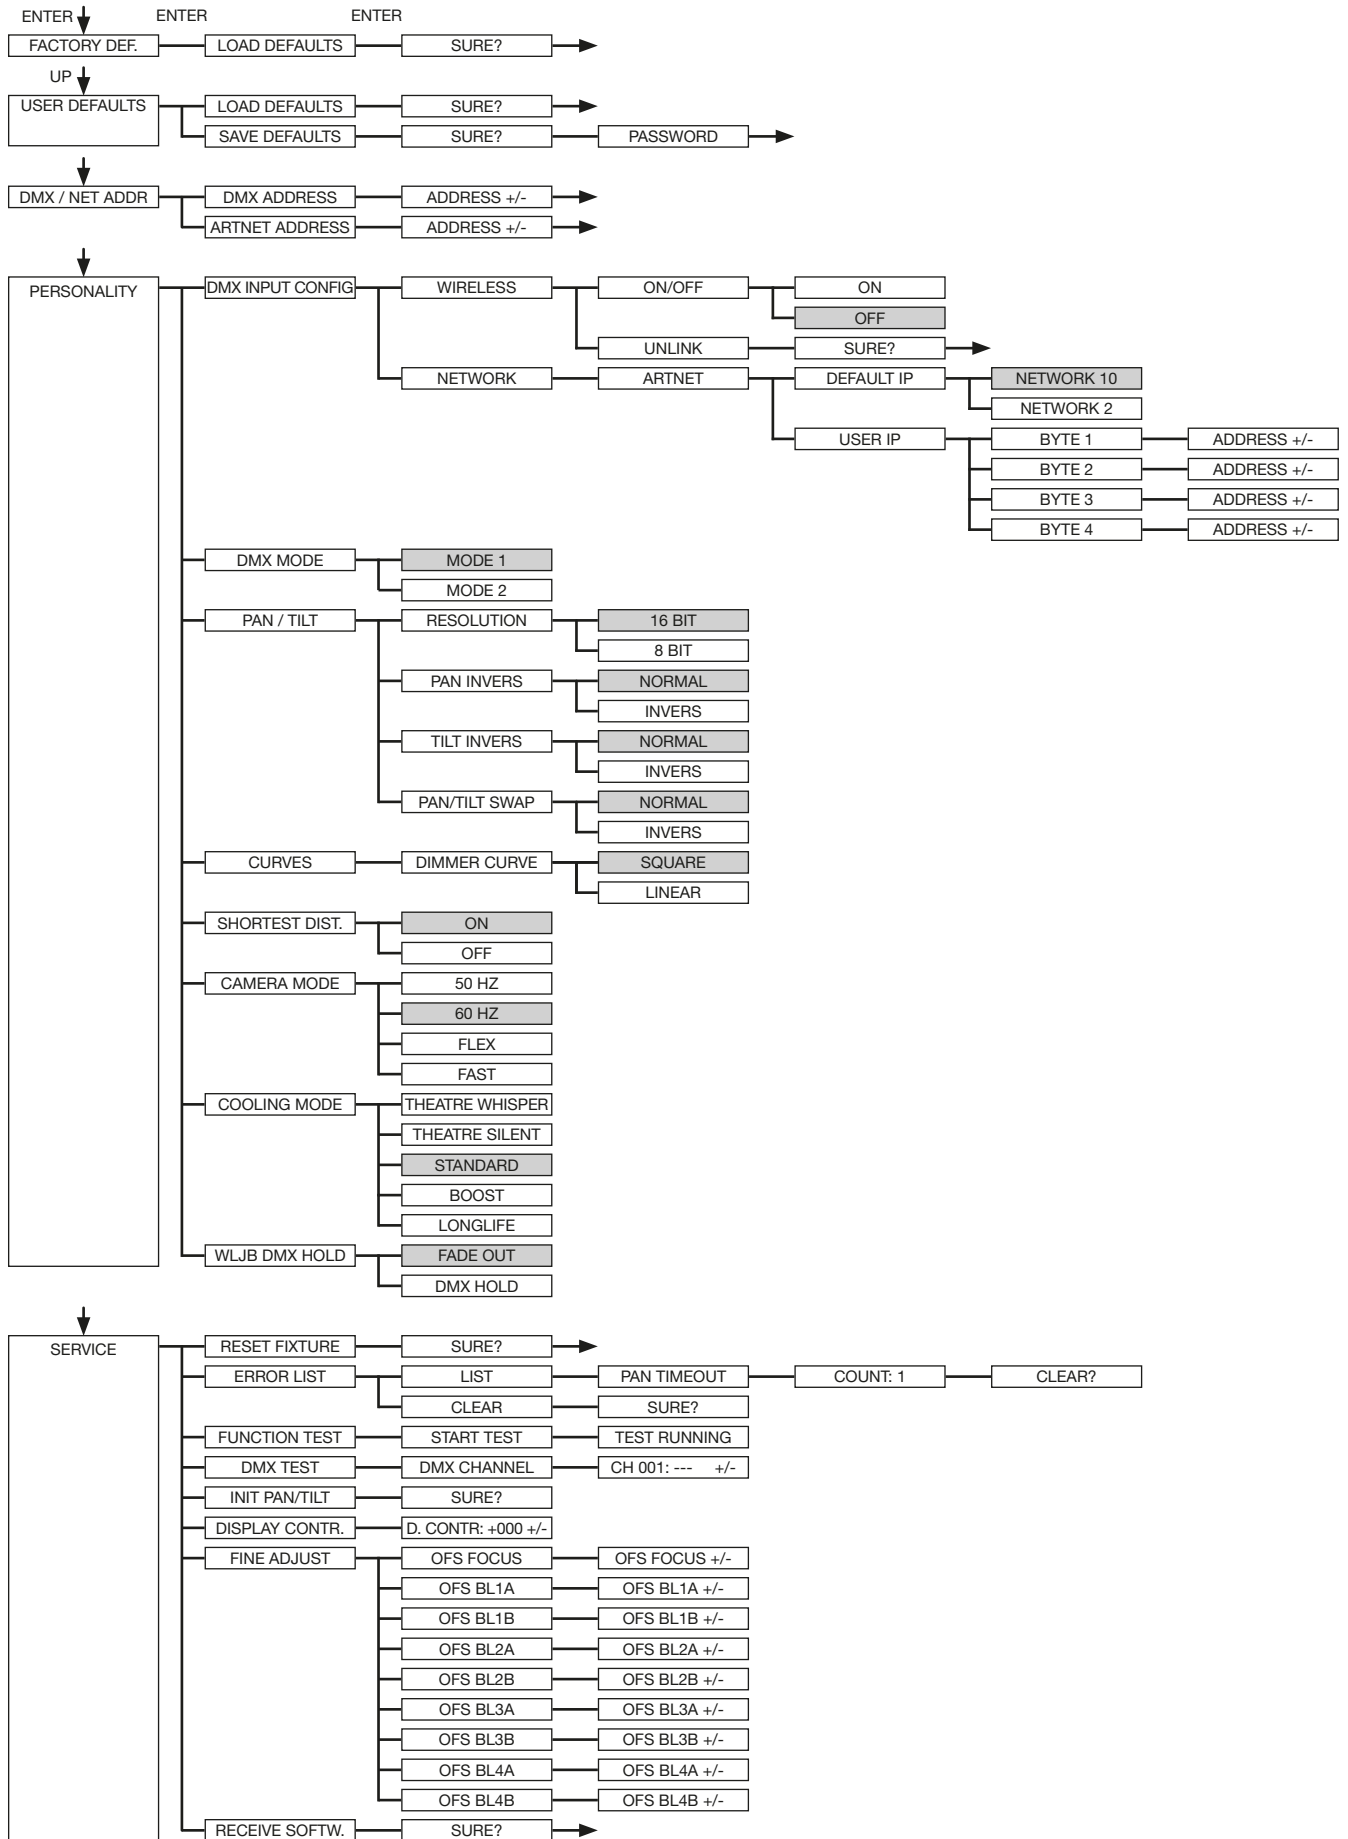 ENTER ENTER ENTER
FACTORY DEF. LOAD DEFAULTS SURE?
UP
USER DEFAULTS LOAD DEFAULTS SURE?
SAVE DEFAULTS SURE? PASSWORD
DMX / NET ADDR DMX ADDRESS ADDRESS +/-
ARTNET ADDRESS ADDRESS +/-
PERSONALITY DMX INPUT CONFIG WIRELESS ON/OFF ON
OFF
UNLINK SURE?
NETWORK ARTNET DEFAULT IP NETWORK 10
NETWORK 2
USER IP BYTE 1 ADDRESS +/-
BYTE 2 ADDRESS +/-
BYTE 3 ADDRESS +/-
BYTE 4 ADDRESS +/-
DMX MODE MODE 1
MODE 2
PAN / TILT RESOLUTION 16 BIT
8 BIT
PAN INVERS NORMAL
INVERS
TILT INVERS NORMAL
INVERS
PAN/TILT SWAP NORMAL
INVERS
CURVES DIMMER CURVE SQUARE
LINEAR
SHORTEST DIST. ON
OFF
CAMERA MODE 50 HZ
60 HZ
FLEX
FAST
COOLING MODE THEATRE WHISPER
THEATRE SILENT
STANDARD
BOOST
LONGLIFE
WLJB DMX HOLD FADE OUT
DMX HOLD
SERVICE RESET FIXTURE SURE?
ERROR LIST LIST PAN TIMEOUT COUNT: 1 CLEAR?
CLEAR SURE?
FUNCTION TEST START TEST TEST RUNNING
DMX TEST DMX CHANNEL CH 001: --- +/-
INIT PAN/TILT SURE?
DISPLAY CONTR. D. CONTR: +000 +/-
FINE ADJUST OFS FOCUS OFS FOCUS +/-
OFS BL1A OFS BL1A +/-
OFS BL1B OFS BL1B +/-
OFS BL2A OFS BL2A +/-
OFS BL2B OFS BL2B +/-
OFS BL3A OFS BL3A +/-
OFS BL3B OFS BL3B +/-
OFS BL4A OFS BL4A +/-
OFS BL4B OFS BL4B +/-
RECEIVE SOFTW. SURE?